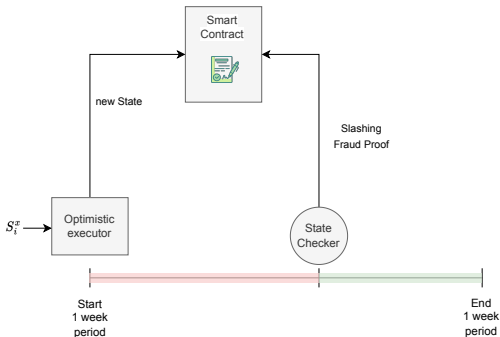 Smart
Contract
new State
Slashing
Fraud Proof
$S_i^x$
Optimistic
executor
State
Checker
Start
1 week
period
End
1 week
period